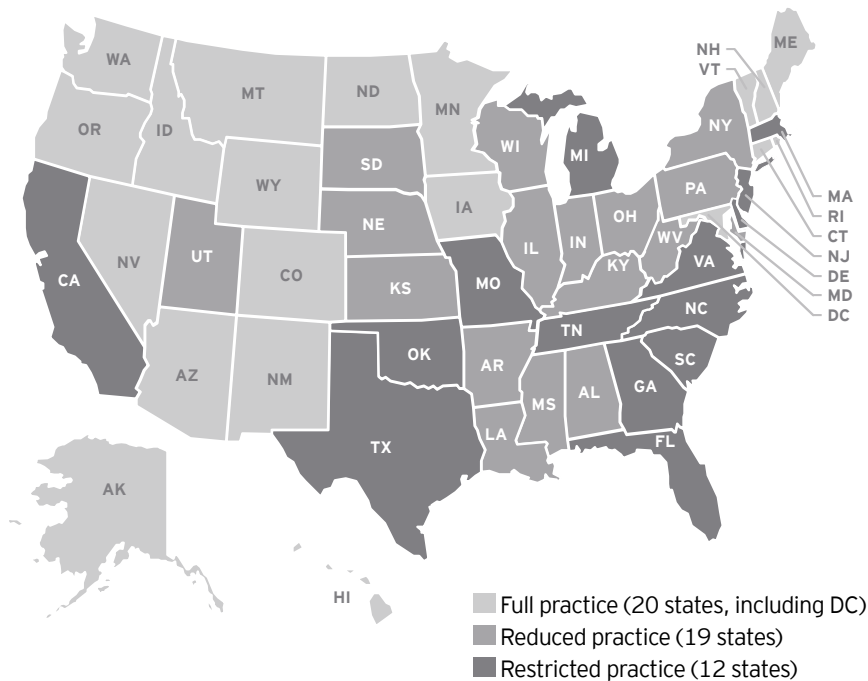 WA
MT
ND
MN
OR
ID
SD
WI
MI
NY
NH
VT
ME
WY
IA
NE
PA
MA
RI
CT
NJ
DE
MD
DC
NV
UT
CO
IL
IN
OH
WV
VA
KY
CA
KS
MO
NC
TN
AZ
NM
OK
AR
SC
MS
AL
GA
TX
LA
FL
AK
HI
Full practice (20 states, including DC)
Reduced practice (19 states)
Restricted practice (12 states)